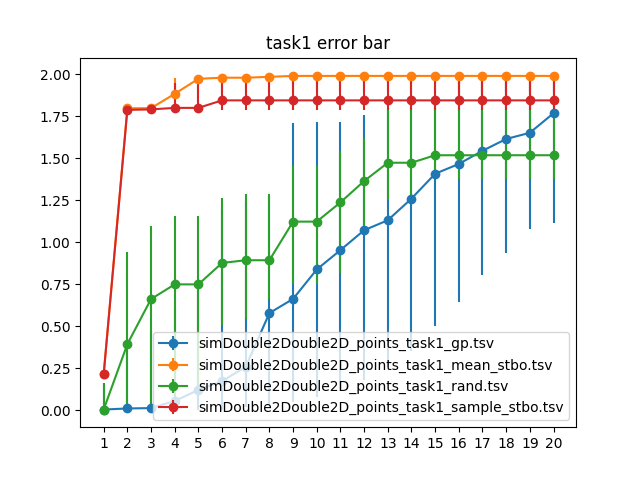 task1 error bar
2.00
1.75
1.50
1.25
1.00
0.75
0.50
0.25
0.00
simDouble2Double2D_points_task1_gp.tsv
simDouble2Double2D_points_task1_mean_stbo.tsv
simDouble2Double2D_points_task1_rand.tsv
simDouble2Double2D_points_task1_sample_stbo.tsv
1 2 3 4 5 6 7 8 9 10 11 12 13 14 15 16 17 18 19 20